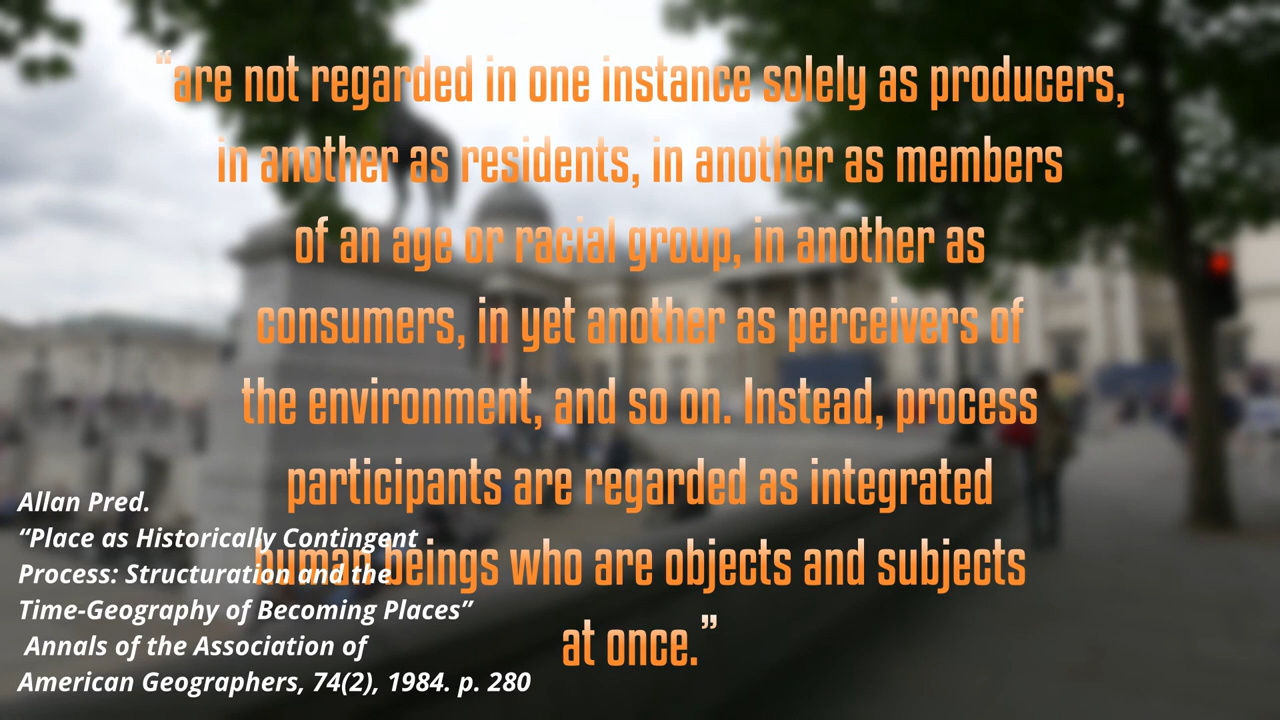 “are not regarded in one instance solely as producers,
in another as residents, in another as members
of an age or racial group, in another as
consumers, in yet another as perceivers of
the environment, and so on. Instead, process
participants are regarded as integrated
human beings who are objects and subjects
at once.”
Allan Pred.
“Place as Historically Contingent
Process: Structuration and the
Time-Geography of Becoming Places”
Annals of the Association of
American Geographers, 74(2), 1984. p. 280